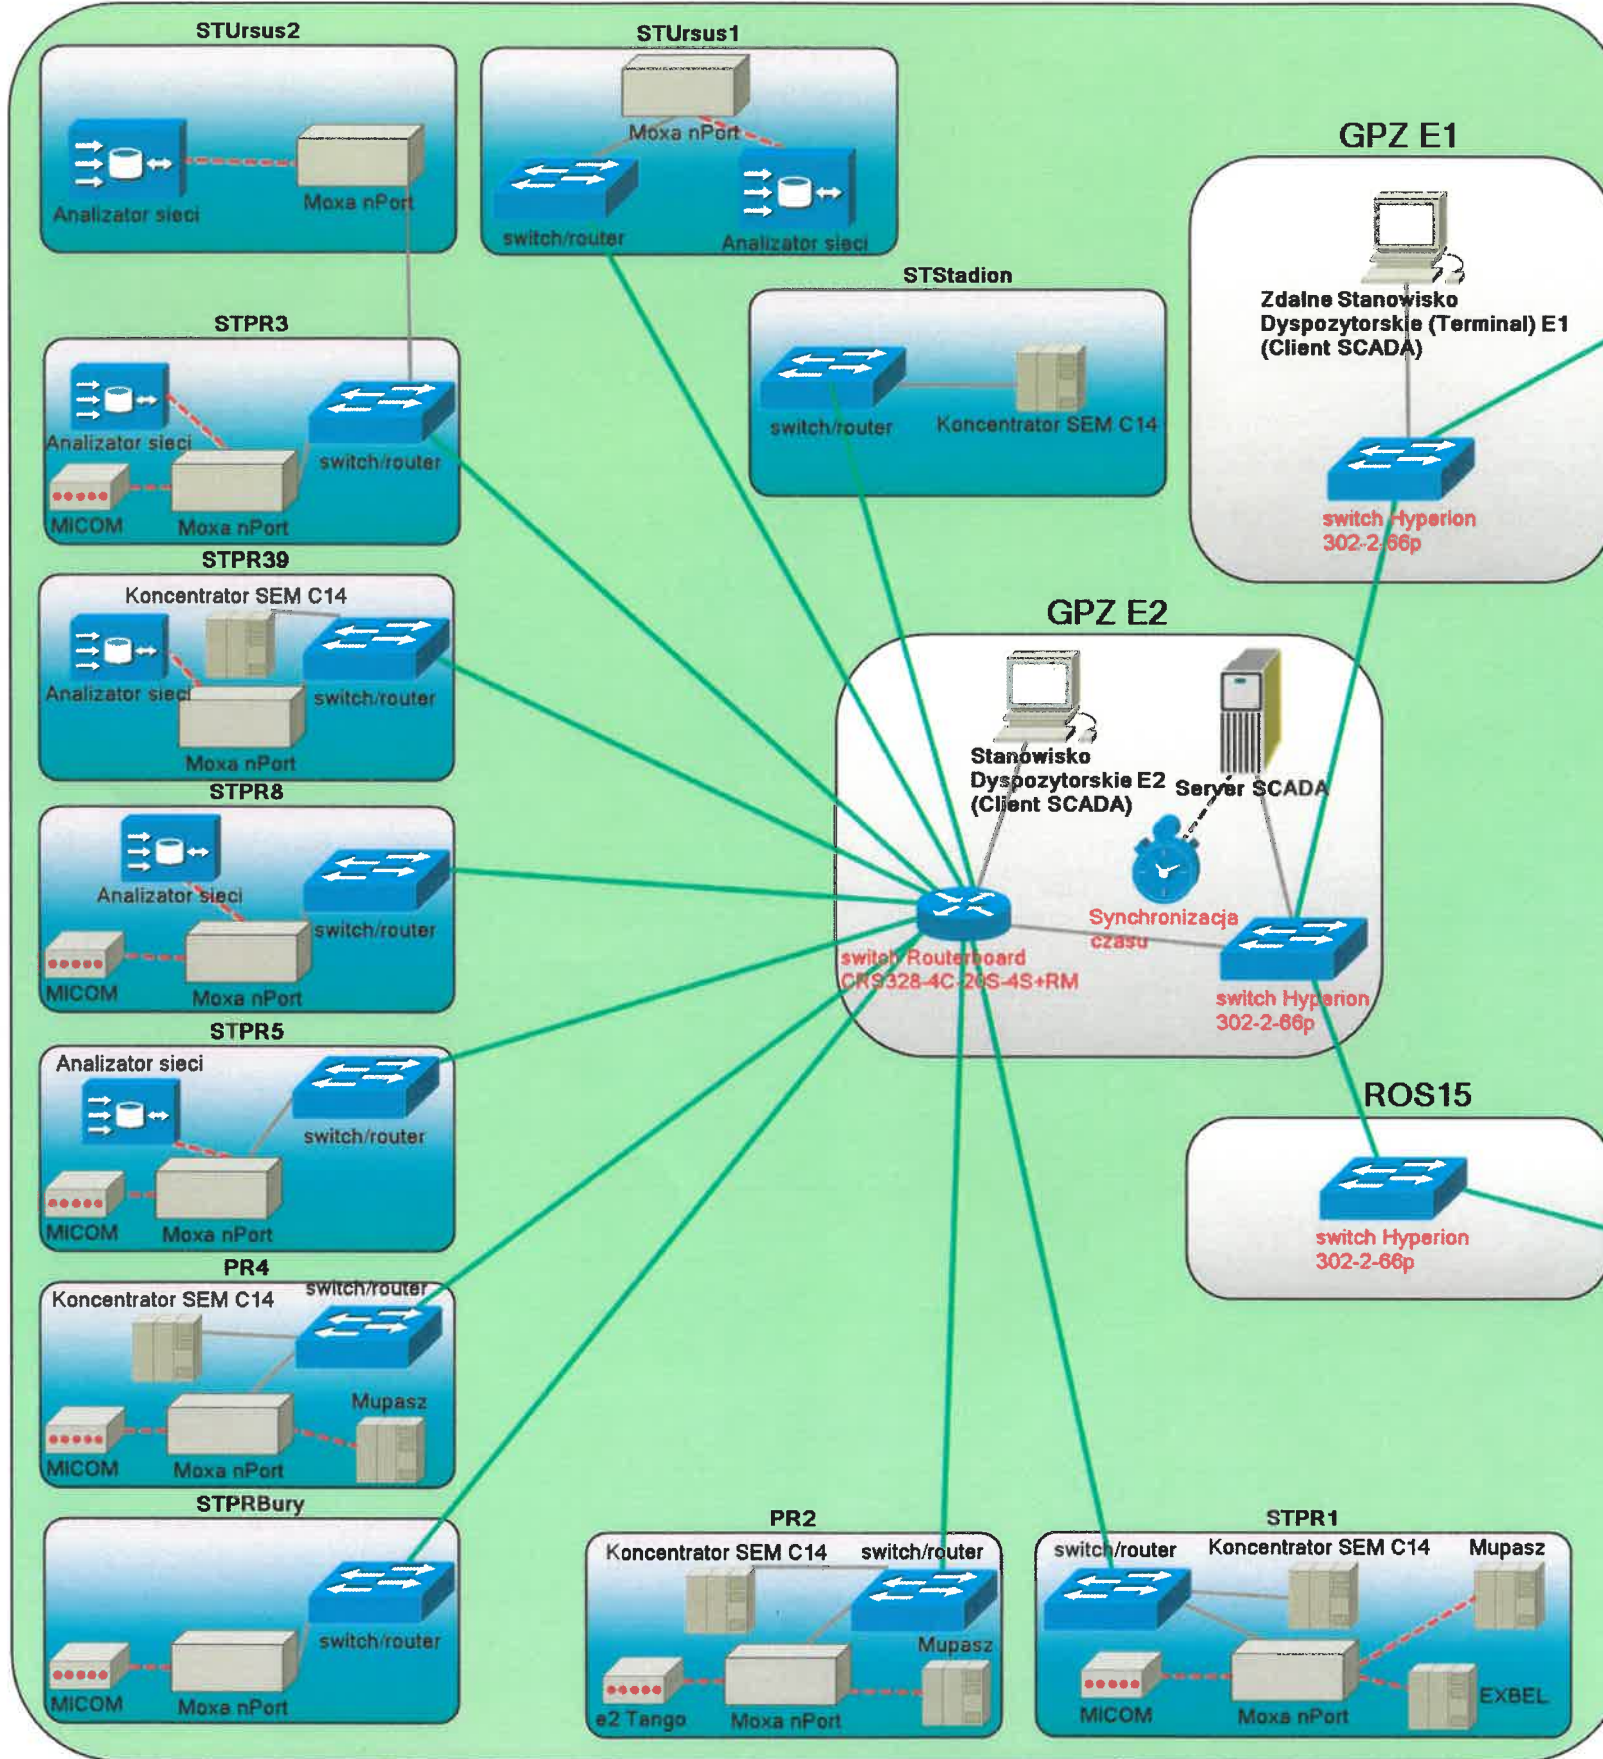 STUrsus2
Analizator sieci
Moxa nPort
STUrsus1
Moxa nPort
switch/router
Analizator sieci
GPZ E1
Zdalne Stanowisko
Dyspozytorskie (Terminal) E1
(Client SCADA)
switch Hyperion
302-2-66p
STStadion
switch/router
Koncentrator SEM C14
STPR3
Analizator sieci
switch/router
MICOM
Moxa nPort
STPR39
Koncentrator SEM C14
Analizator sieci
switch/router
Moxa nPort
GPZ E2
Stanowisko
Dyspozytorskie E2
(Client SCADA)
Server SCADA
Synchronizacja
czasu
switch Routerboard
CRS328-4C-20S-4S+RM
switch Hyperion
302-2-66p
STPR8
Analizator sieci
switch/router
MICOM
Moxa nPort
STPR5
Analizator sieci
switch/router
MICOM
Moxa nPort
ROS15
switch Hyperion
302-2-66p
PR4
switch/router
Koncentrator SEM C14
Mupasz
MICOM
Moxa nPort
STPRBury
switch/router
MICOM
Moxa nPort
PR2
Koncentrator SEM C14
switch/router
Mupasz
e2 Tango
Moxa nPort
STPR1
switch/router
Koncentrator SEM C14
Mupasz
MICOM
Moxa nPort
EXBEL